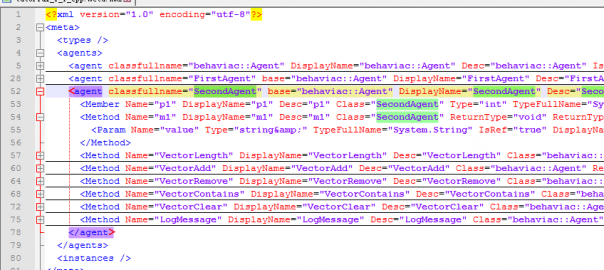 1 <?xml version="1.0" encoding="utf-8"?>
2 <meta>
3 <types />
4 <agents>
5 <agent classfullname="behaviac::Agent" DisplayName="behaviac::Agent" Desc="behaviac::Agent" Is
28 <agent classfullname="FirstAgent" base="behaviac::Agent" DisplayName="FirstAgent" Desc="FirstA
52 <agent classfullname="SecondAgent" base="behaviac::Agent" DisplayName="SecondAgent" Desc="Seco
53 <Member Name="p1" DisplayName="p1" Desc="p1" Class="SecondAgent" Type="int" TypeFullName="Sy
54 <Method Name="m1" DisplayName="m1" Desc="m1" Class="SecondAgent" ReturnType="void" ReturnTyp
55 <Param Name="value" Type="string&amp;" TypeFullName="System.String" IsRef="true" DisplayNa
56 </Method>
57 <Method Name="VectorLength" DisplayName="VectorLength" Desc="VectorLength" Class="behaviac::
60 <Method Name="VectorAdd" DisplayName="VectorAdd" Desc="VectorAdd" Class="behaviac::Agent" Re
64 <Method Name="VectorRemove" DisplayName="VectorRemove" Desc="VectorRemove" Class="behaviac::
68 <Method Name="VectorContains" DisplayName="VectorContains" Desc="VectorContains" Class="beha
72 <Method Name="VectorClear" DisplayName="VectorClear" Desc="VectorClear" Class="behaviac::Age
75 <Method Name="LogMessage" DisplayName="LogMessage" Desc="LogMessage" Class="behaviac::Agent"
78 </agent>
79 </agents>
80 <instances />